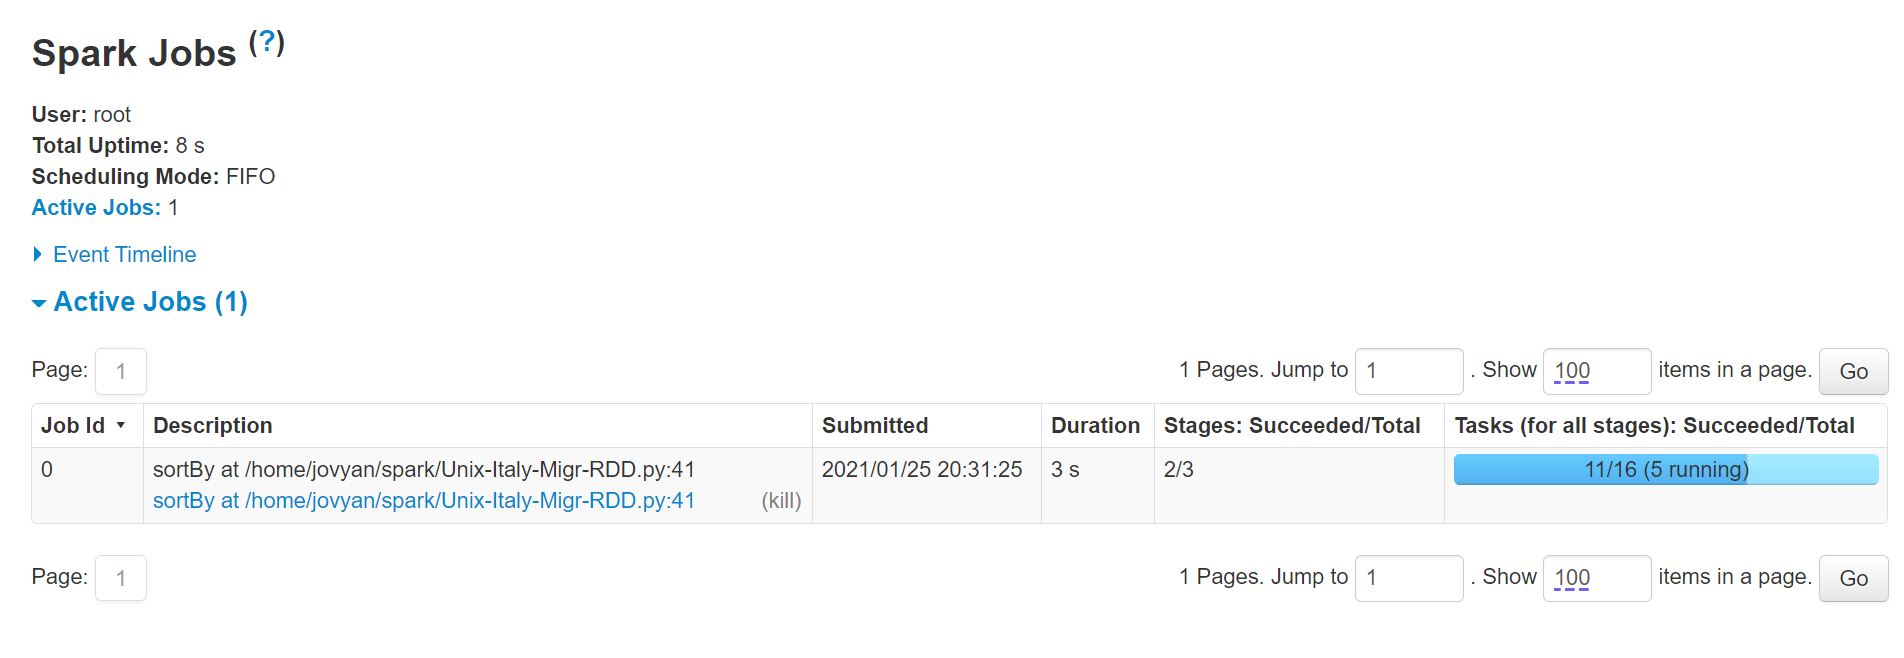 Spark Jobs (?)
User: root
Total Uptime: 8 s
Scheduling Mode: FIFO
Active Jobs: 1
Event Timeline
Active Jobs (1)
Page: 1 1 Pages. Jump to 1 . Show 100 items in a page. Go
Job Id Description Submitted Duration Stages: Succeeded/Total Tasks (for all stages): Succeeded/Total
0 sortBy at /home/jovyan/spark/Unix-Italy-Migr-RDD.py:41 2021/01/25 20:31:25 3 s 2/3 11/16 (5 running)
sortBy at /home/jovyan/spark/Unix-Italy-Migr-RDD.py:41 (kill)
Page: 1 1 Pages. Jump to 1 . Show 100 items in a page. Go